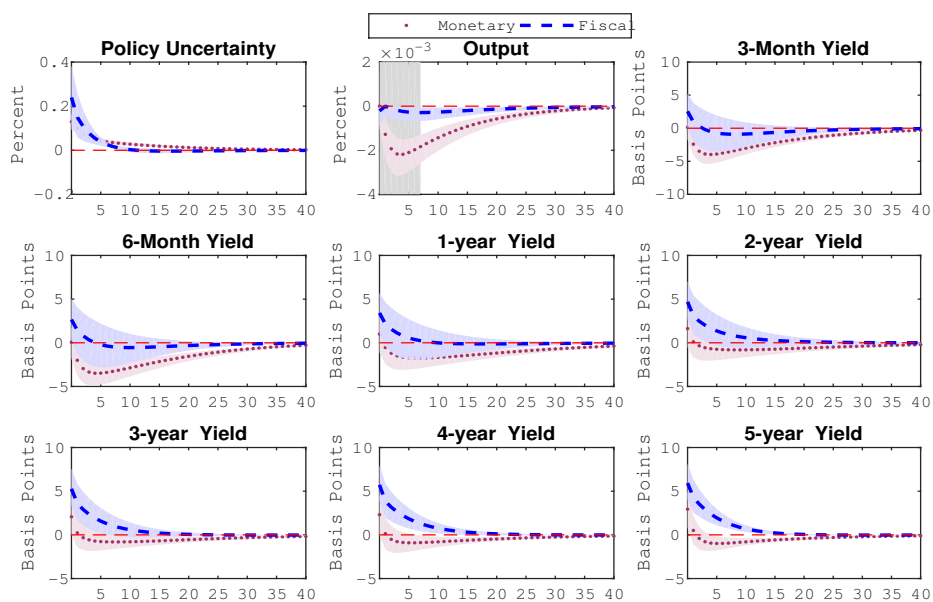 Monetary Fiscal
Policy Uncertainty
Percent
0.4
0.2
0
-0.2
5 10 15 20 25 30 35 40
Output
×10⁻³
Percent
2
0
-2
-4
5 10 15 20 25 30 35 40
3-Month Yield
Basis Points
10
5
0
-5
-10
5 10 15 20 25 30 35 40
6-Month Yield
Basis Points
10
5
0
-5
5 10 15 20 25 30 35 40
1-year Yield
Basis Points
10
5
0
-5
5 10 15 20 25 30 35 40
2-year Yield
Basis Points
10
5
0
-5
5 10 15 20 25 30 35 40
3-year Yield
Basis Points
10
5
0
-5
5 10 15 20 25 30 35 40
4-year Yield
Basis Points
10
5
0
-5
5 10 15 20 25 30 35 40
5-year Yield
Basis Points
10
5
0
-5
5 10 15 20 25 30 35 40